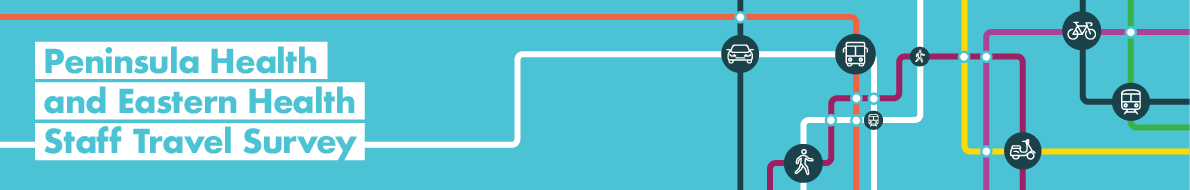 Peninsula Health
and Eastern Health
Staff Travel Survey